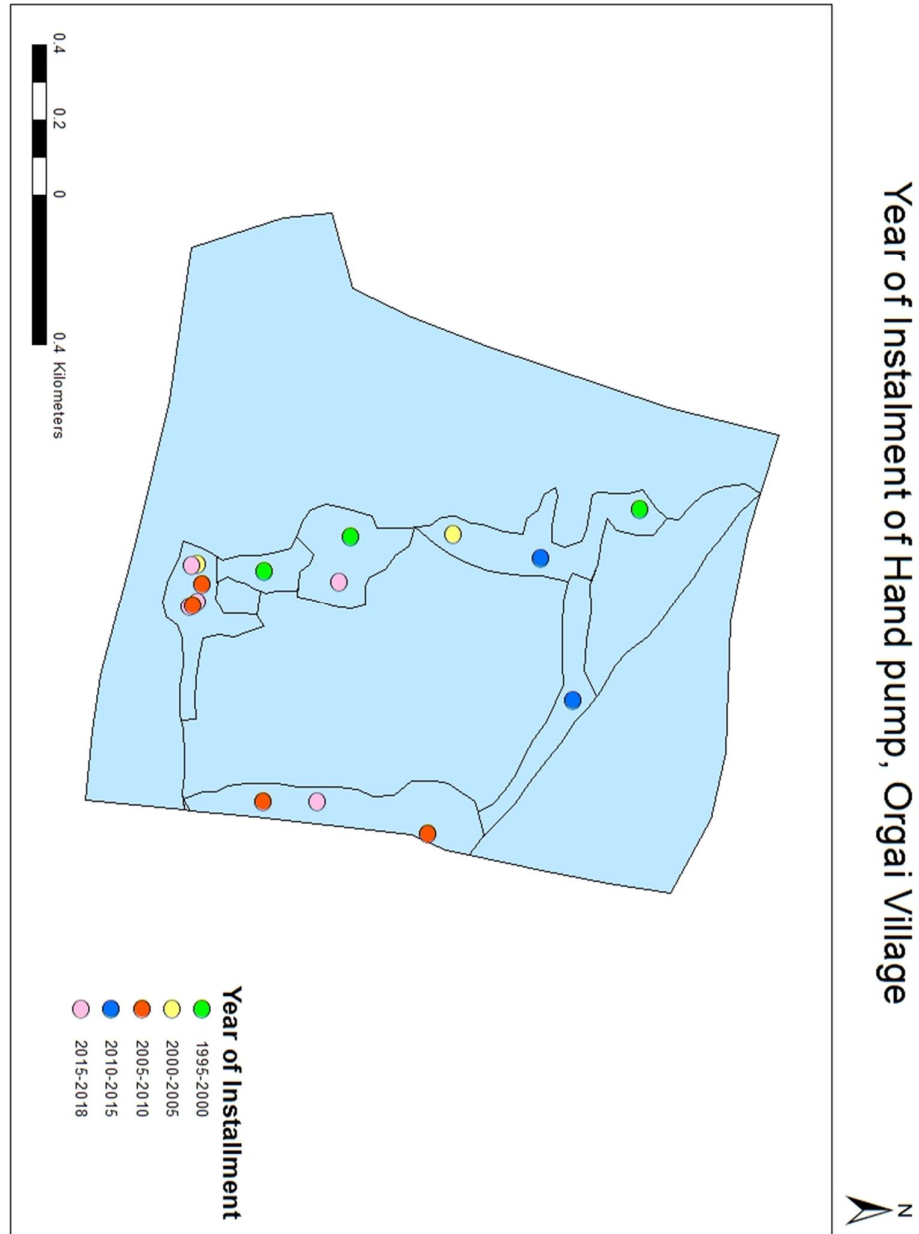 Year of Instalment of Hand pump, Orgai Village
N
Year of Installment
1995-2000
2000-2005
2005-2010
2010-2015
2015-2018
0.4 0.2 0 0.4 Kilometers